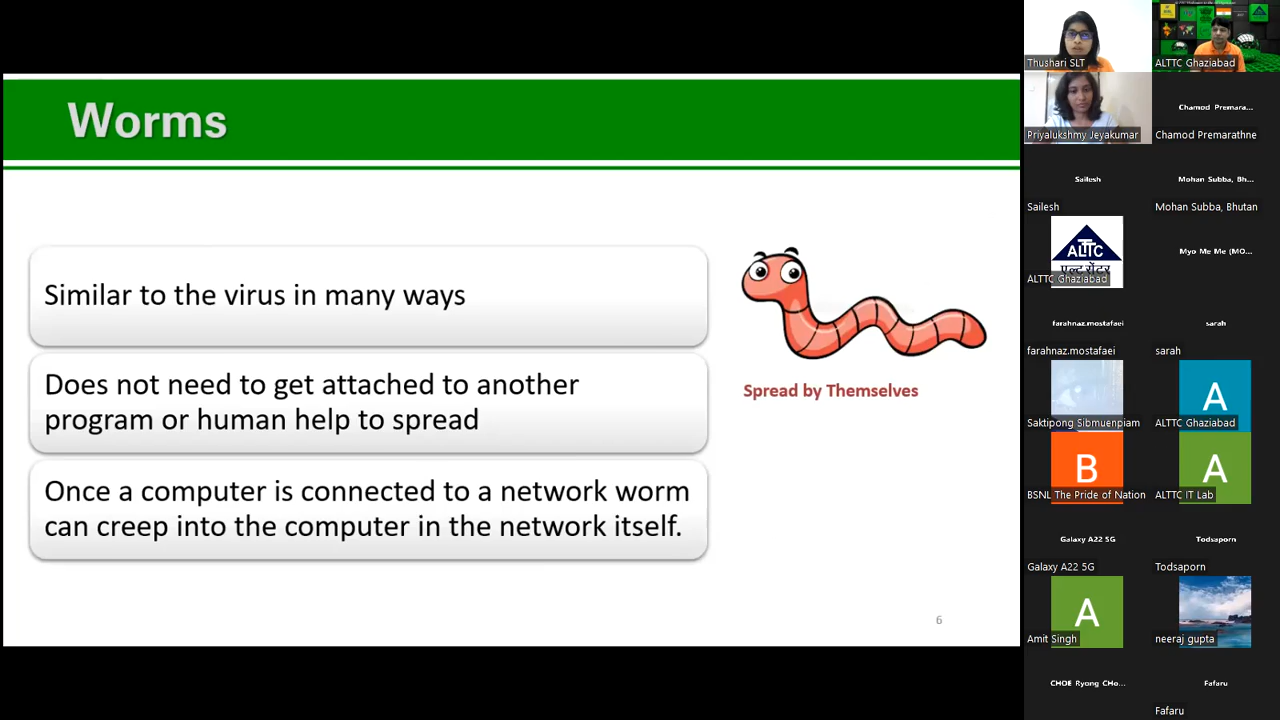 Worms
Similar to the virus in many ways
Does not need to get attached to another
program or human help to spread
Once a computer is connected to a network worm
can creep into the computer in the network itself.
Spread by Themselves
6
Thushari SLT
ALTTC Ghaziabad
Priyalukshmy Jeyakumar
Chamod Premara...
Chamod Premarathne
Sailesh
Sailesh
Mohan Subba, Bh...
Mohan Subba, Bhutan
ALTTC
एल्ट सेंटर
ALTTC Ghaziabad
Myo Me Me (MO...
farahnaz.mostafaei
farahnaz.mostafaei
sarah
sarah
Saktipong Sibmuenpiam
A
ALTTC Ghaziabad
B
BSNL The Pride of Nation
A
ALTTC IT Lab
Galaxy A22 5G
Galaxy A22 5G
Todsaporn
Todsaporn
A
Amit Singh
neeraj gupta
CHOE Ryong CHo...
Fafaru
Fafaru